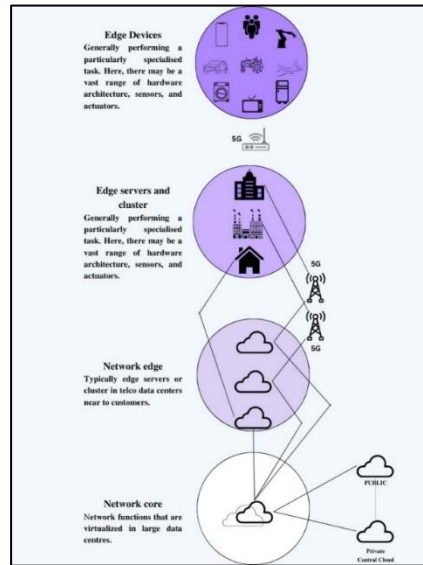 Edge Devices
Generally performing a
particularly specialised
task. Here, there may be a
vast range of hardware
architecture, sensors, and
actuators.
5G
Edge servers and
cluster
Generally performing a
particularly specialised
task. Here, there may be a
vast range of hardware
architecture, sensors, and
actuators.
5G
5G
Network edge
Typically edge servers or
cluster in telco data centers
near to customers.
Network core
Network functions that are
virtualized in large data
centres.
PUBLIC
Private
Central Cloud